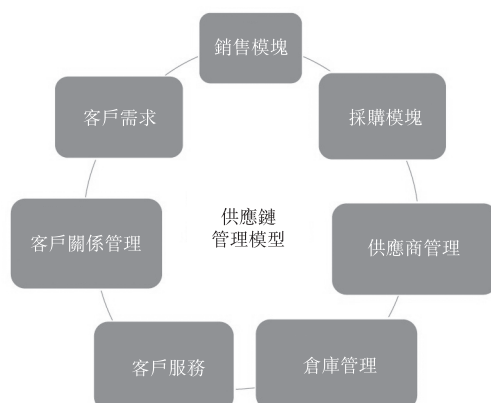 銷售模塊
採購模塊
供應商管理
倉庫管理
客戶服務
客戶關係管理
客戶需求
供應鏈
管理模型